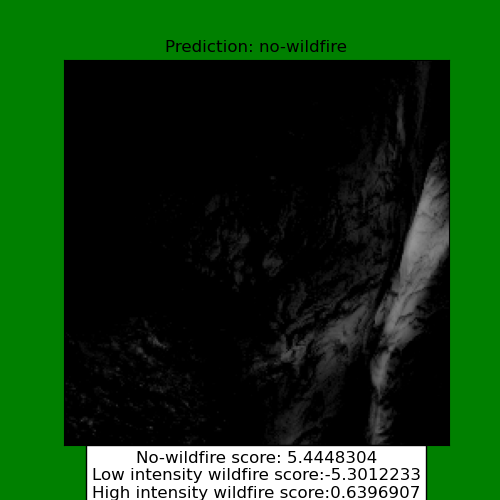 Prediction: no-wildfire
No-wildfire score: 5.4448304
Low intensity wildfire score:-5.3012233
High intensity wildfire score:0.6396907